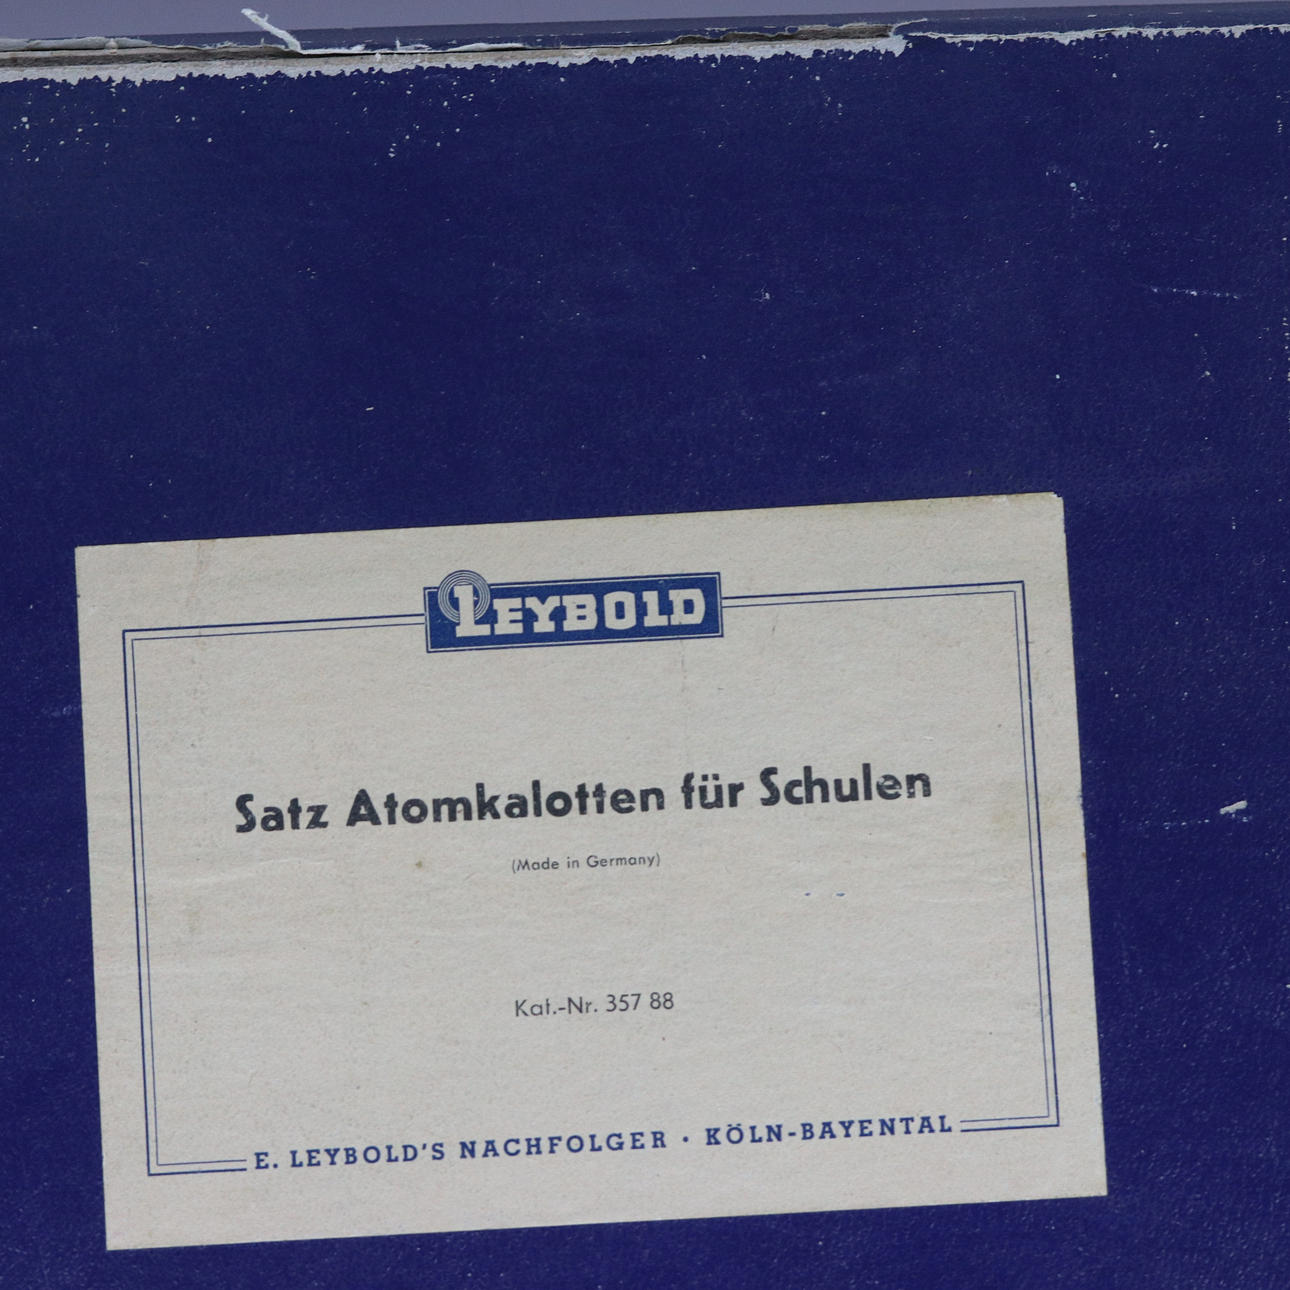 LEYBOLD
Satz Atomkalotten für Schulen
(Made in Germany)
Kat.-Nr. 357 88
E. LEYBOLD'S NACHFOLGER · KÖLN-BAYENTAL